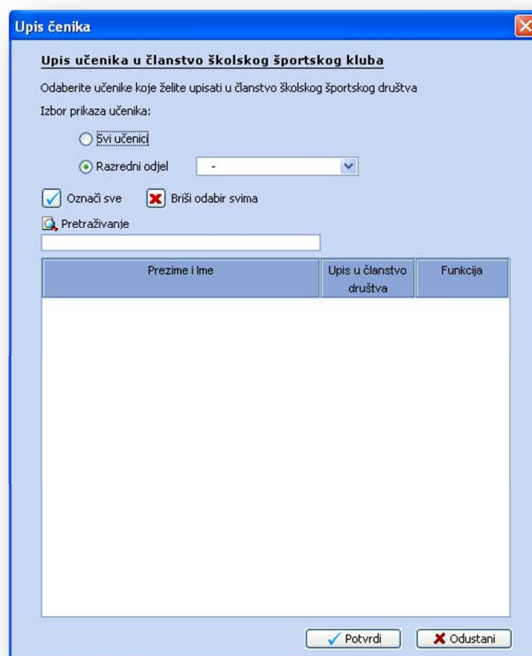 Upis čenika
Upis učenika u članstvo školskog športskog kluba
Odaberite učenike koje želite upisati u članstvo školskog športskog društva
Izbor prikaza učenika:
Svi učenici
Razredni odjel -
Označi sve Briši odabir svima
Pretraživanje
Prezime i Ime Upis u članstvo Funkcija
društva
Potvrdi Odustani